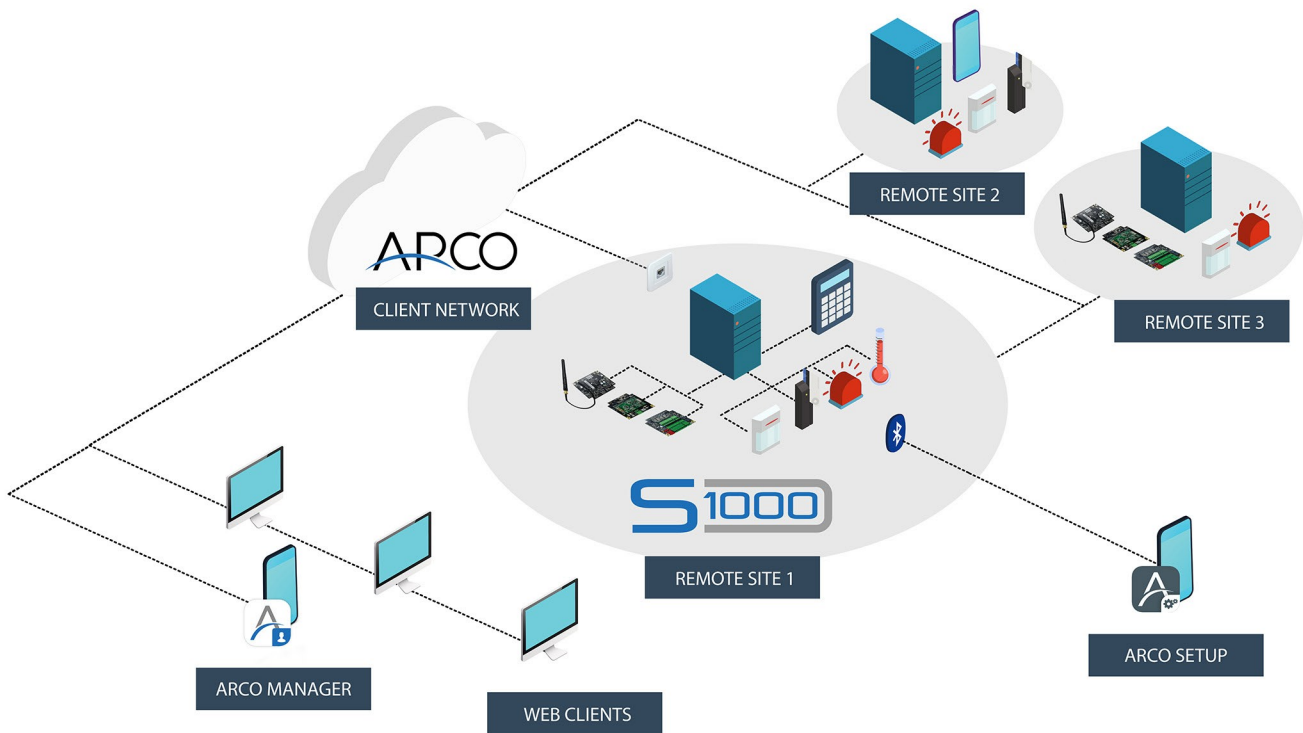 REMOTE SITE 2
ARCO
CLIENT NETWORK
REMOTE SITE 3
S1000
REMOTE SITE 1
ARCO MANAGER
ARCO SETUP
WEB CLIENTS